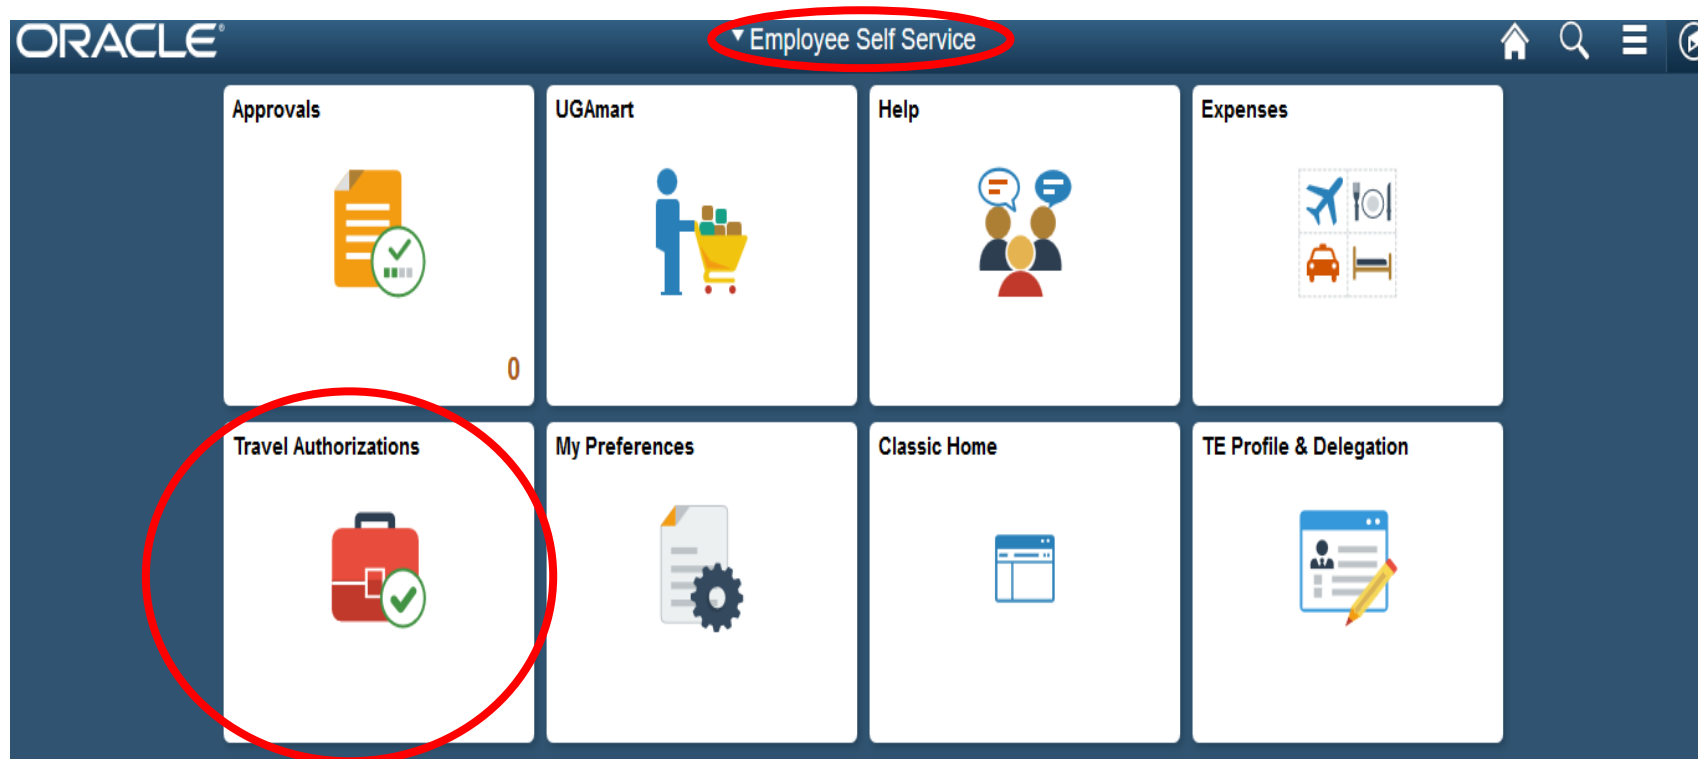 ORACLE®
Employee Self Service
Approvals
UGAmart
Help
Expenses
0
Travel Authorizations
My Preferences
Classic Home
TE Profile & Delegation